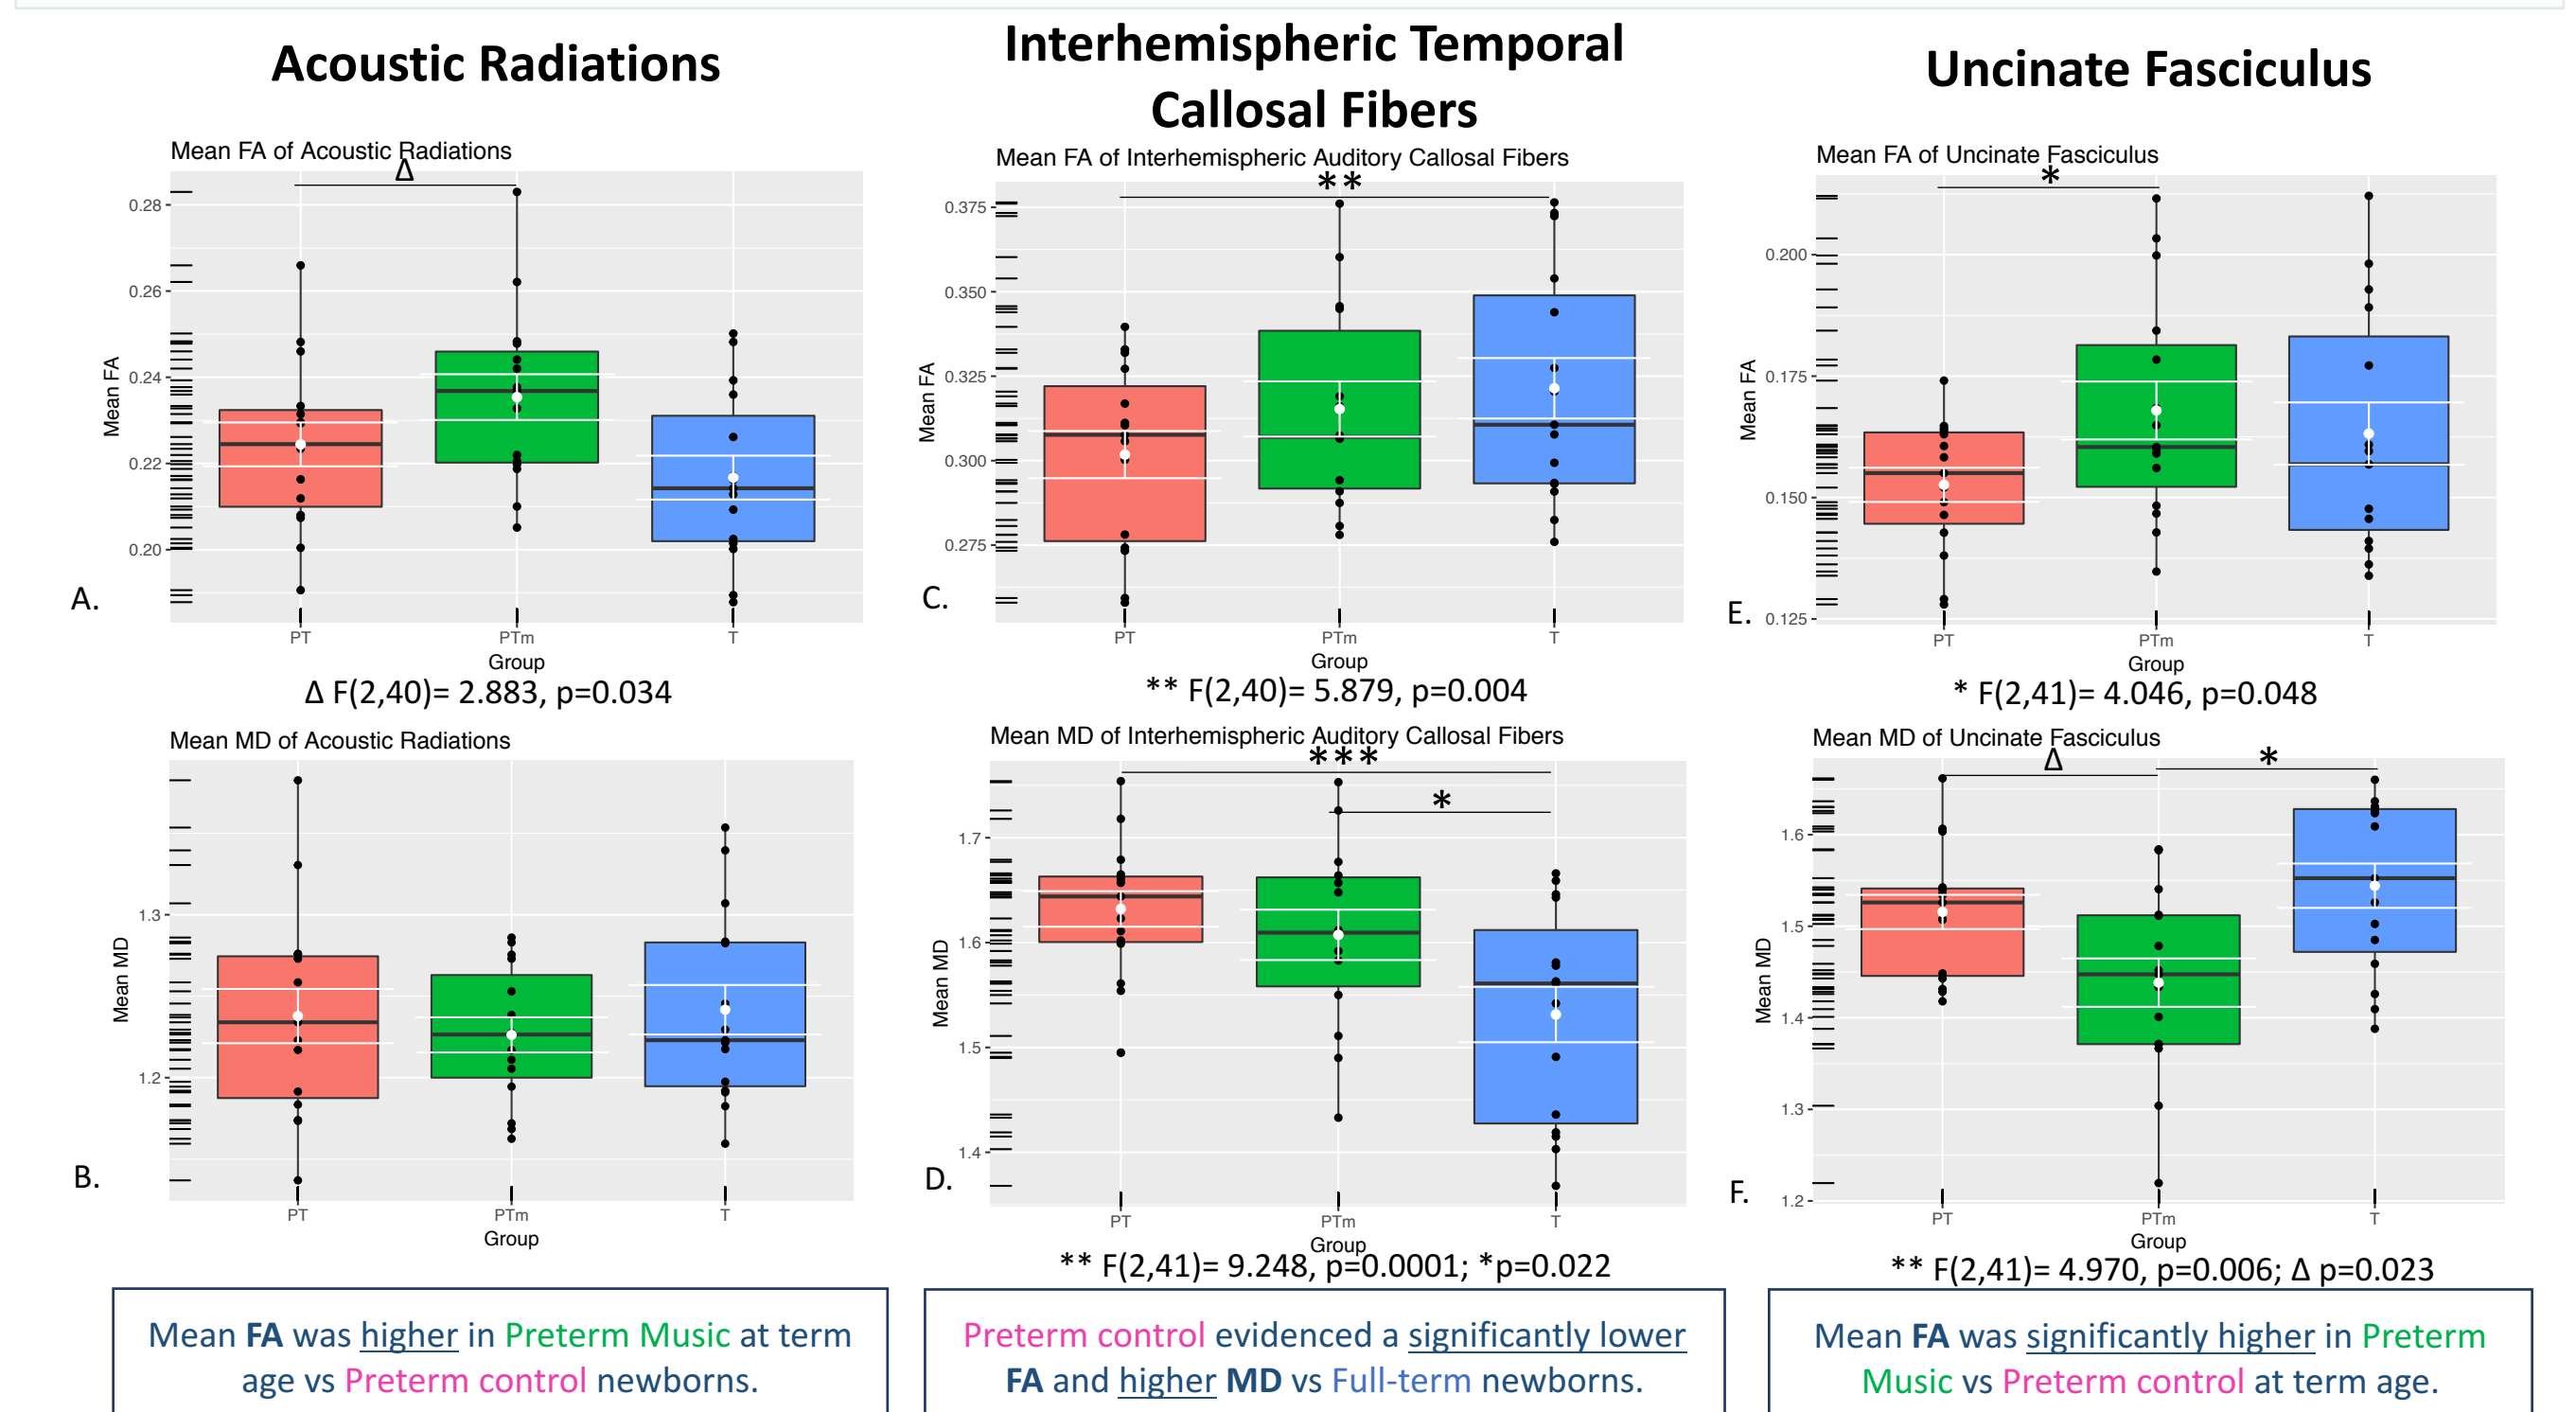 Acoustic Radiations
Mean FA of Acoustic Radiations
Δ
0.28
0.26
0.24
0.22
0.20
Mean FA
A.
PT PTm T
Group
Δ F(2,40)= 2.883, p=0.034
Mean MD of Acoustic Radiations
1.3
1.2
Mean MD
B.
PT PTm T
Group
Mean FA was higher in Preterm Music at term
age vs Preterm control newborns.
Interhemispheric Temporal
Callosal Fibers
Mean FA of Interhemispheric Auditory Callosal Fibers
**
0.375
0.350
0.325
0.300
0.275
Mean FA
C.
PT PTm T
Group
** F(2,40)= 5.879, p=0.004
Mean MD of Interhemispheric Auditory Callosal Fibers
***
*
1.7
1.6
1.5
1.4
Mean MD
D.
PT PTm T
Group
** F(2,41)= 9.248, p=0.0001; *p=0.022
Preterm control evidenced a significantly lower
FA and higher MD vs Full-term newborns.
Uncinate Fasciculus
Mean FA of Uncinate Fasciculus
*
0.200
0.175
0.150
0.125
Mean FA
E.
PT PTm T
Group
* F(2,41)= 4.046, p=0.048
Mean MD of Uncinate Fasciculus
Δ *
1.6
1.5
1.4
1.3
1.2
Mean MD
F.
PT PTm T
Group
** F(2,41)= 4.970, p=0.006; Δ p=0.023
Mean FA was significantly higher in Preterm
Music vs Preterm control at term age.